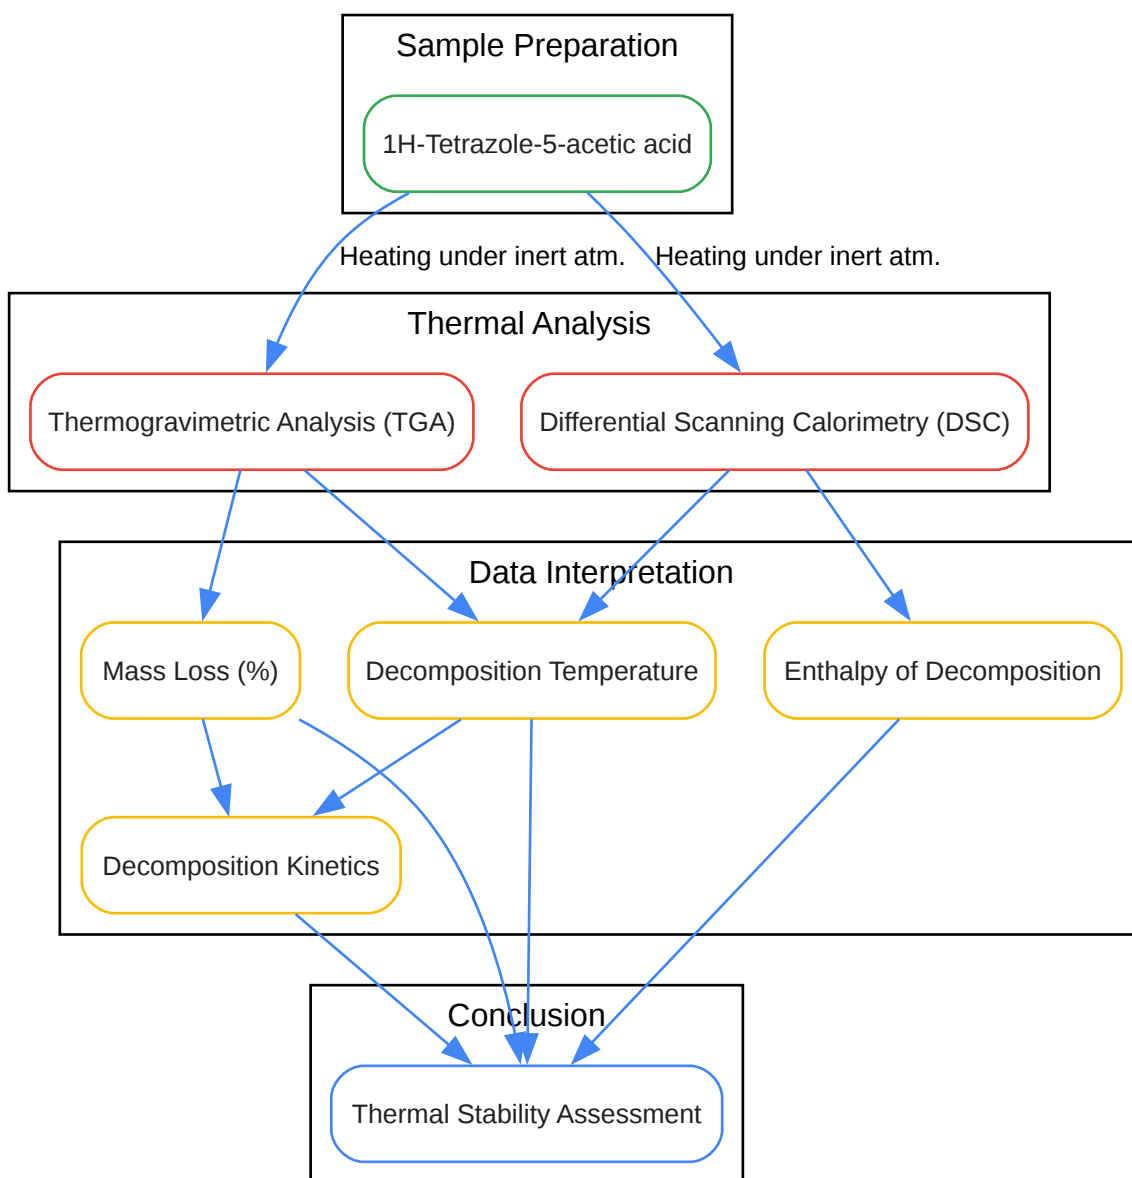 Sample Preparation
1H-Tetrazole-5-acetic acid
Heating under inert atm.
Heating under inert atm.
Thermal Analysis
Thermogravimetric Analysis (TGA)
Differential Scanning Calorimetry (DSC)
Data Interpretation
Mass Loss (%)
Decomposition Temperature
Enthalpy of Decomposition
Decomposition Kinetics
Conclusion
Thermal Stability Assessment